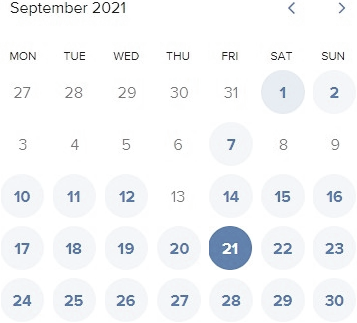 September 2021
MON TUE WED THU FRI SAT SUN
27 28 29 30 31 1 2
3 4 5 6 7 8 9
10 11 12 13 14 15 16
17 18 19 20 21 22 23
24 25 26 27 28 29 30